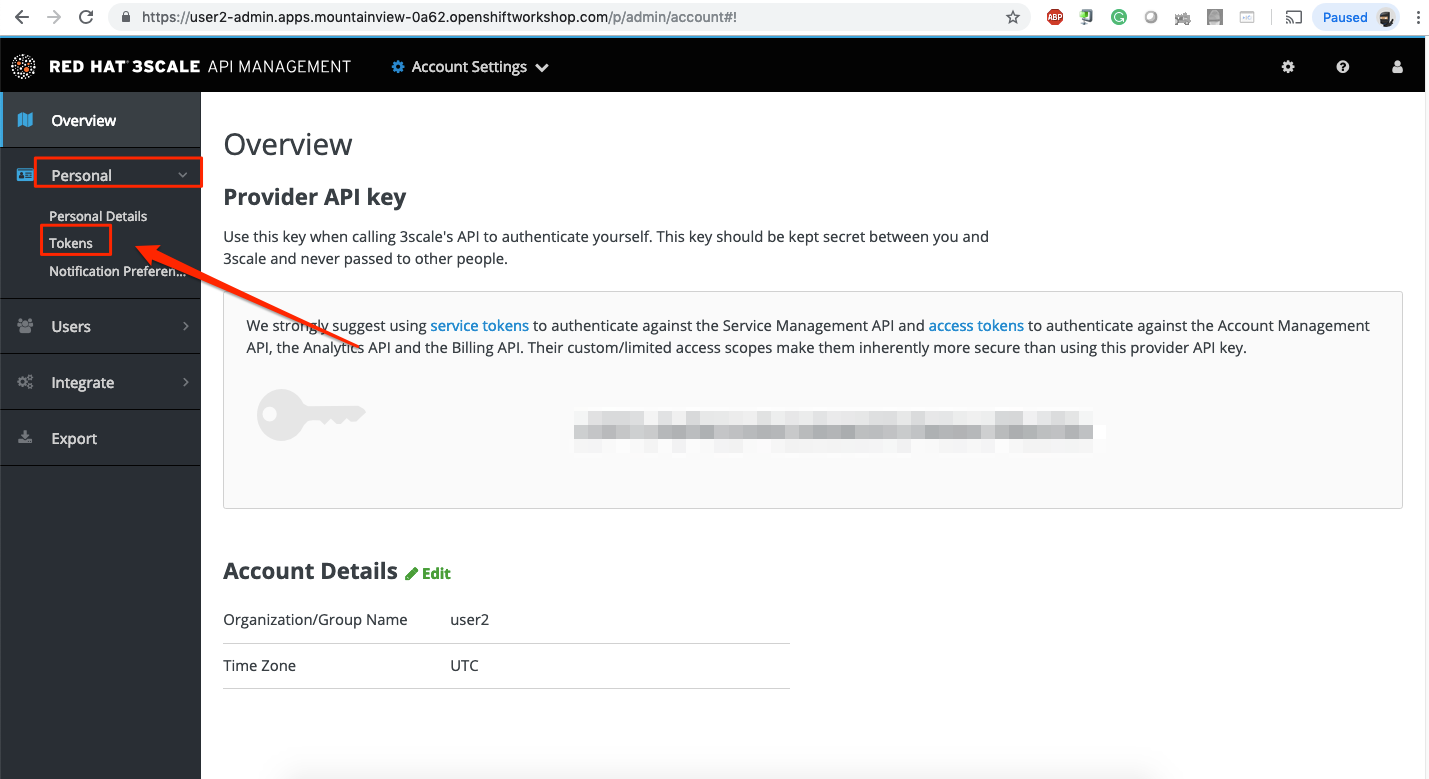 https://user2-admin.apps.mountainview-0a62.openshiftworkshop.com/p/admin/account#!
ABP
Paused
RED HAT 3SCALE API MANAGEMENT
Account Settings
Overview
Personal
Personal Details
Tokens
Notification Preferen...
Users
Integrate
Export
Overview
Provider API key
Use this key when calling 3scale's API to authenticate yourself. This key should be kept secret between you and
3scale and never passed to other people.
We strongly suggest using service tokens to authenticate against the Service Management API and access tokens to authenticate against the Account Management
API, the Analytics API and the Billing API. Their custom/limited access scopes make them inherently more secure than using this provider API key.
Account Details Edit
Organization/Group Name user2
Time Zone UTC